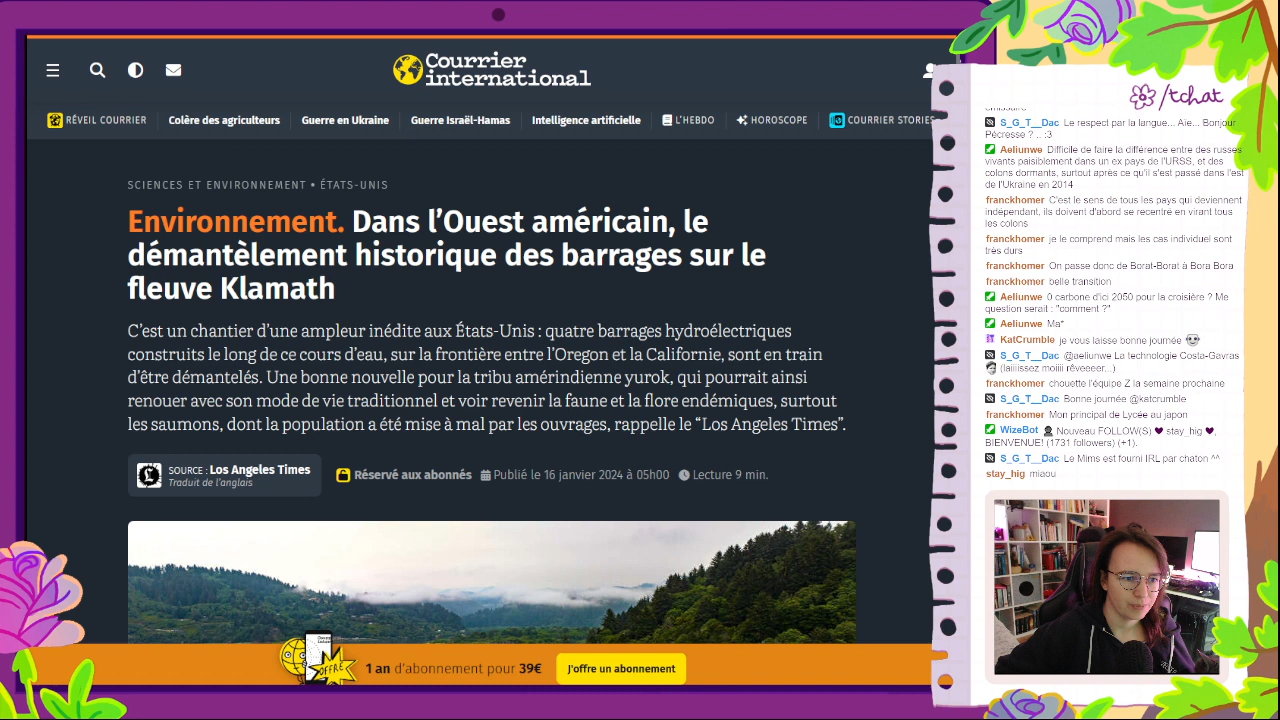 Courrier
international
RÉVEIL COURRIER
Colère des agriculteurs
Guerre en Ukraine
Guerre Israël-Hamas
Intelligence artificielle
L'HEBDO
HOROSCOPE
COURRIER STORIES
SCIENCES ET ENVIRONNEMENT • ÉTATS-UNIS
Environnement. Dans l’Ouest américain, le
démantèlement historique des barrages sur le
fleuve Klamath
C’est un chantier d’une ampleur inédite aux États-Unis : quatre barrages hydroélectriques
construits le long de ce cours d’eau, sur la frontière entre l’Oregon et la Californie, sont en train
d’être démantelés. Une bonne nouvelle pour la tribu amérindienne yurok, qui pourrait ainsi
renouer avec son mode de vie traditionnel et voir revenir la faune et la flore endémiques, surtout
les saumons, dont la population a été mise à mal par les ouvrages, rappelle le “Los Angeles Times”.
SOURCE : Los Angeles Times
Traduit de l’anglais
Réservé aux abonnés
Publié le 16 janvier 2024 à 05h00
Lecture 9 min.
OFFRE
1 an d’abonnement pour 39€
J'offre un abonnement
/tchat
S_G_T__Dac Le respect par la langue... Aïe... Bonjour
Pécresse ? .. :3
Aeliunwe Difficile de faire la différence entre des russes
vivants paisiblement dans un ex pays de l'URSS, et des
colons dormants, surtout après ce qu'il s'est passé dans l'est
de l'Ukraine en 2014
franckhomer C'est le sens de tous les pays qui deviennent
indépendant, ils doivent d'abord se recentré en virant tous
les colons
franckhomer je le comprend mais les cas individuel sont
très durs
franckhomer On passe donc de Borat-Borat à Bora Bora
franckhomer belle transition
Aeliunwe 0 carbone d'ici 2050 pour la croisière ? Me
question serait : "comment ?"
Aeliunwe Ma*
KatCrumble je vous laisse bonne journée
S_G_T__Dac @aeliunwe La technologie Costa-Gavras
(laiiiissez moiiii rêveeeer...)
franckhomer chouette l'équipe Z la semaine prochaine
S_G_T__Dac Bonne journée @katcrumble
franckhomer Mon principal de Lycée au japon
WizeBot Nouveau FOLLOW(S) ♥ stay_hig ♥,
BIENVENUE! (1731 followers) (+1).
S_G_T__Dac Le Mims est fourni IRL par chaton ^^
stay_hig miaou